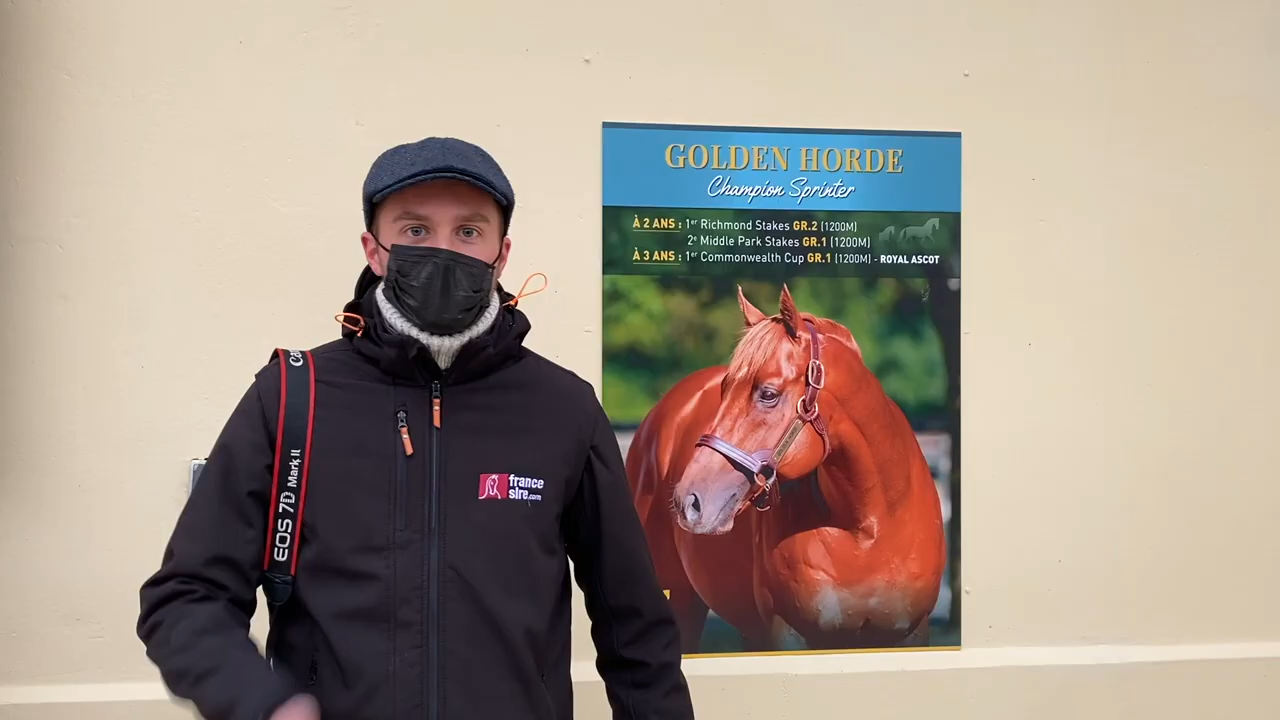 GOLDEN HORDE
Champion Sprinter
À 2 ANS : 1er Richmond Stakes GR.2 (1200M)
2e Middle Park Stakes GR.1 (1200M)
À 3 ANS : 1er Commonwealth Cup GR.1 (1200M) - ROYAL ASCOT
EOS 7D Mark II
france
sire.com